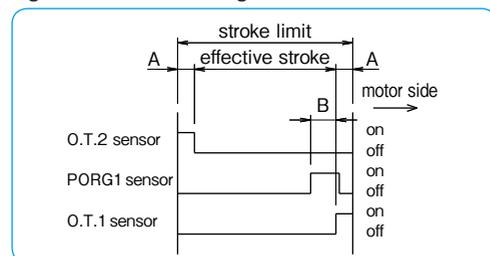 stroke limit
A effective stroke A
motor side
B
O.T.2 sensor on
off
PORG1 sensor on
off
O.T.1 sensor on
off